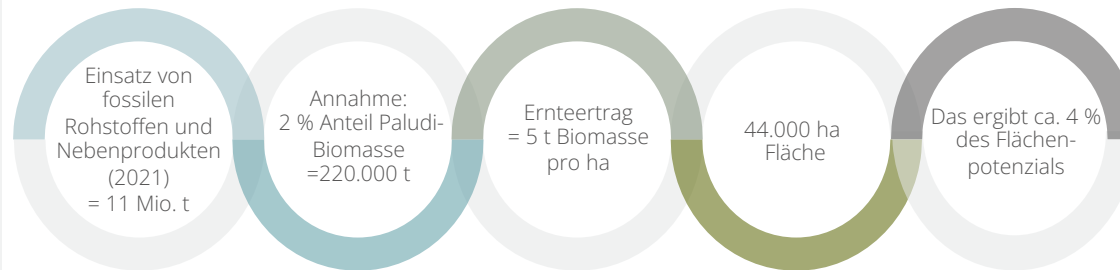 Einsatz von
fossilen
Rohstoffen und
Nebenprodukten
(2021)
= 11 Mio. t
Annahme:
2 % Anteil Paludi-
Biomasse
=220.000 t
Ernteertrag
= 5 t Biomasse
pro ha
44.000 ha
Fläche
Das ergibt ca. 4 %
des Flächen-
potenzials